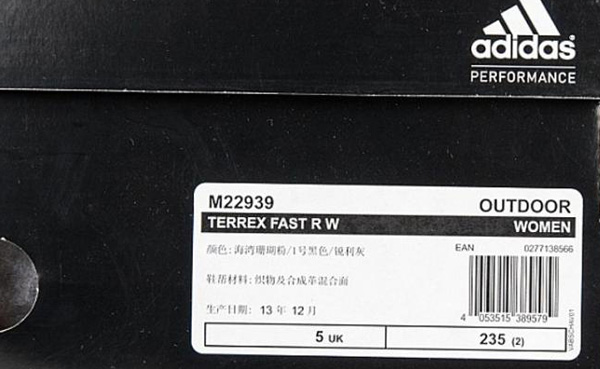 adidas
PERFORMANCE
M22939 OUTDOOR
TERREX FAST R W WOMEN
颜色: 海湾珊瑚粉/1号黑色/锐利灰
EAN 0277138566
鞋帮材料: 织物及合成革混合面
生产日期: 13 年 12 月
4 053515 389579
5 UK 235 (2)